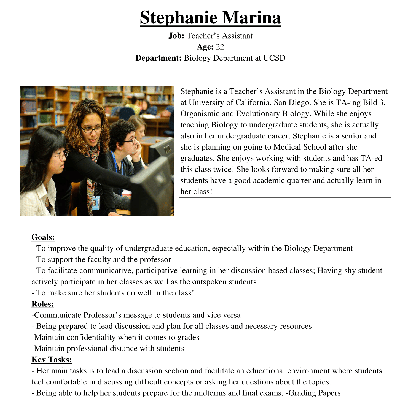 Stephanie Marina
Job: Teacher's Assistant
Age: 22
Department: Biology Department at UCSD
Stephanie is a Teacher's Assistant in the Biology Department
at University of California, San Diego. She is TA-ing Bild 3,
Organismic and Evolutionary Biology. While she enjoys
teaching Biology to undergraduate students, she is actually
also in her undergraduate career. Stephanie is a senior and
she is planning on going to Medical School after she
graduates. She enjoys working with students and has TA-ed
this class twice. She looks forward to making sure all her
students have a good academic quarter and actually learn in
her class!
Goals:
- To improve the quality of undergraduate education, especially within the Biology Department
- To support the faculty and the professor
- To facilitate communicative, participative learning in her discussion based classes; Having shy student
actively participate in her classes as well as the outspoken students
- To make sure her students do well in the class!
Roles:
-Communicate Professor's message to students and vice versa
- Being prepared to lead discussion and plan for all classes and necessary resources
-Maintain confidentiality when it comes to grades
-Maintain professional distance with students
Key Tasks:
- Her main tasks is to lead a discussion section and facilitate an educational environment where students
feel comfortable in discussing difficult concepts or asking her questions about the topics
- Being able to help her students prepare for the midterms and final exams. -Grading Papers